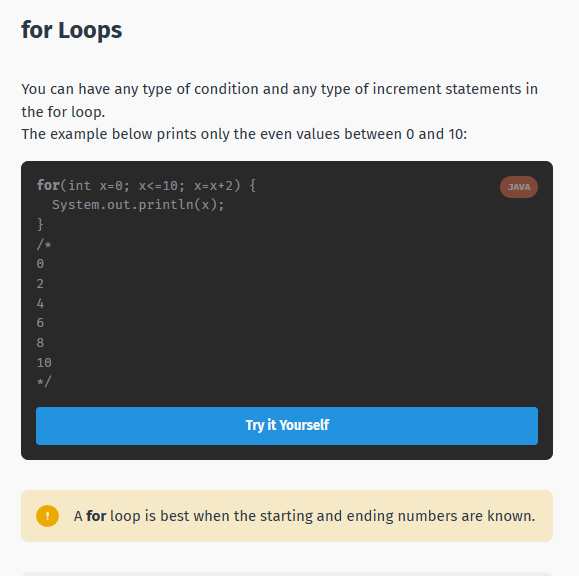 for Loops
You can have any type of condition and any type of increment statements in
the for loop.
The example below prints only the even values between 0 and 10:
for(int x=0; x<=10; x=x+2) {
JAVA
  System.out.println(x);
}
/*
0
2
4
6
8
10
*/
Try it Yourself
! A for loop is best when the starting and ending numbers are known.